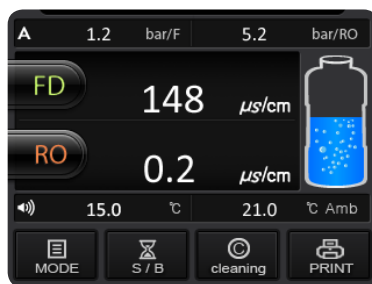 A 1.2 bar/F 5.2 bar/RO
FD 148 µs/cm
RO 0.2 µs/cm
15.0 °C 21.0 °C Amb
MODE S / B © cleaning PRINT